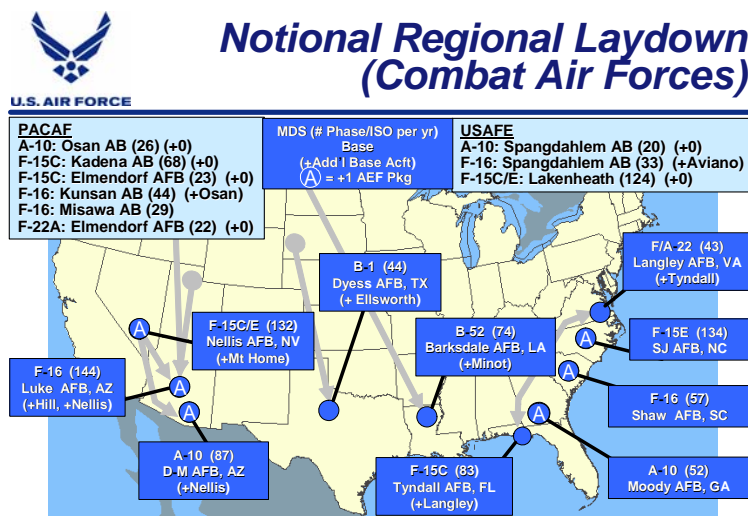 Notional Regional Laydown
(Combat Air Forces)
U.S. AIR FORCE
PACAF
A-10: Osan AB (26) (+0)
F-15C: Kadena AB (68) (+0)
F-15C: Elmendorf AFB (23) (+0)
F-16: Kunsan AB (44) (+Osan)
F-16: Misawa AB (29)
F-22A: Elmendorf AFB (22) (+0)
MDS (# Phase/ISO per yr)
Base
(+Add l Base Acft)
A = +1 AEF Pkg
USAFE
A-10: Spangdahlem AB (20) (+0)
F-16: Spangdahlem AB (33) (+Aviano)
F-15C/E: Lakenheath (124) (+0)
F/A-22 (43)
Langley AFB, VA
(+Tyndall)
B-1 (44)
Dyess AFB, TX
(+ Ellsworth)
A
F-15C/E (132)
Nellis AFB, NV
(+Mt Home)
B-52 (74)
Barksdale AFB, LA
(+Minot)
A
F-15E (134)
SJ AFB, NC
F-16 (144)
Luke AFB, AZ
(+Hill, +Nellis)
A
A
F-16 (57)
Shaw AFB, SC
A
A
A-10 (87)
D-M AFB, AZ
(+Nellis)
F-15C (83)
Tyndall AFB, FL
(+Langley)
A-10 (52)
Moody AFB, GA